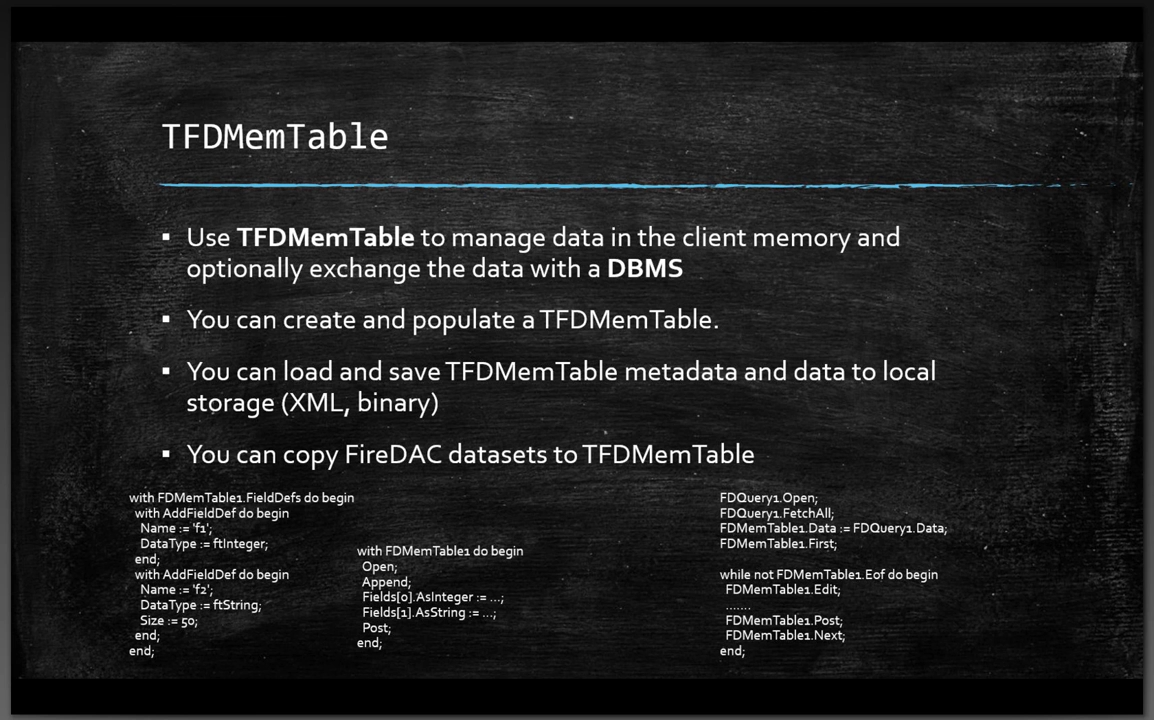 TFDMemTable
▪ Use TFDMemTable to manage data in the client memory and
optionally exchange the data with a DBMS
▪ You can create and populate a TFDMemTable.
▪ You can load and save TFDMemTable metadata and data to local
storage (XML, binary)
▪ You can copy FireDAC datasets to TFDMemTable
with FDMemTable1.FieldDefs do begin
with AddFieldDef do begin
Name := 'f1';
DataType := ftInteger;
end;
with AddFieldDef do begin
Name := 'f2';
DataType := ftString;
Size := 50;
end;
end;
with FDMemTable1 do begin
Open;
Append;
Fields[0].AsInteger := ...;
Fields[1].AsString := ...;
Post;
end;
FDQuery1.Open;
FDQuery1.FetchAll;
FDMemTable1.Data := FDQuery1.Data;
FDMemTable1.First;
while not FDMemTable1.Eof do begin
FDMemTable1.Edit;
.......
FDMemTable1.Post;
FDMemTable1.Next;
end;